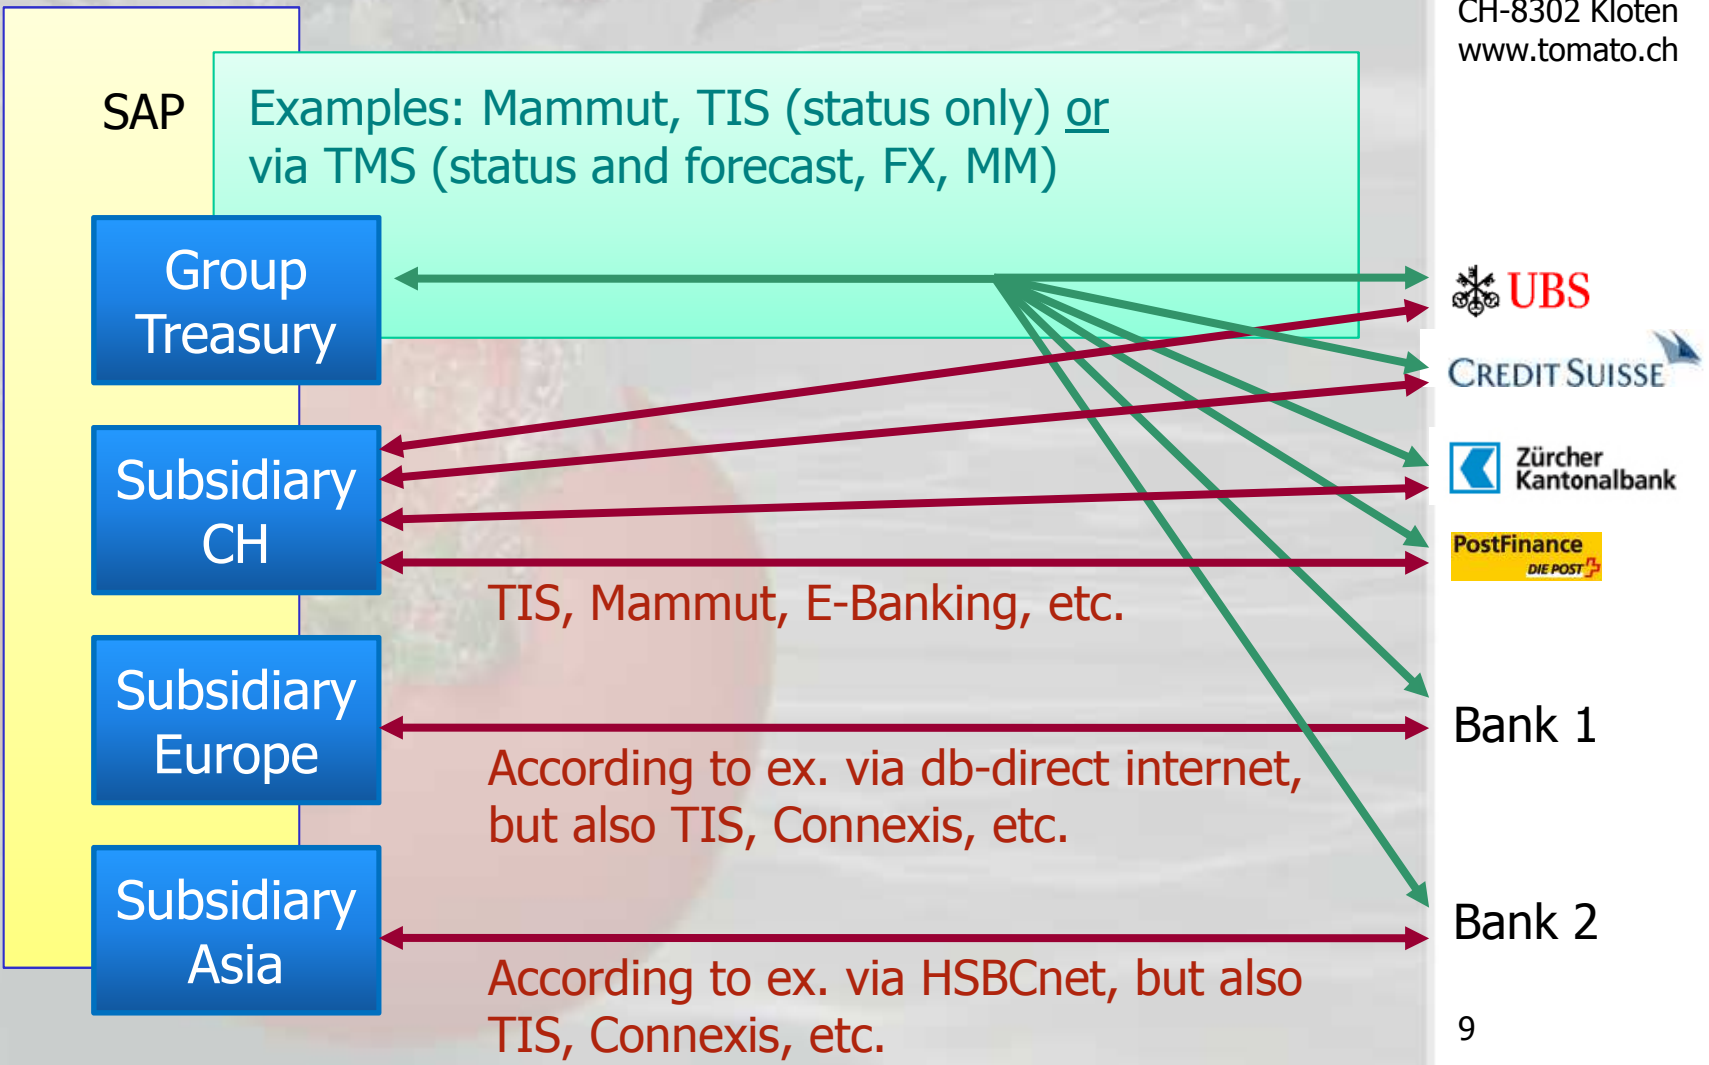 CH-8302 Kloten
www.tomato.ch
SAP
Examples: Mammut, TIS (status only) or
via TMS (status and forecast, FX, MM)
Group
Treasury
UBS
CREDIT SUISSE
Subsidiary
CH
Zürcher
Kantonalbank
PostFinance
DIE POST
TIS, Mammut, E-Banking, etc.
Subsidiary
Europe
Bank 1
According to ex. via db-direct internet,
but also TIS, Connexis, etc.
Subsidiary
Asia
Bank 2
According to ex. via HSBCnet, but also
TIS, Connexis, etc.
9